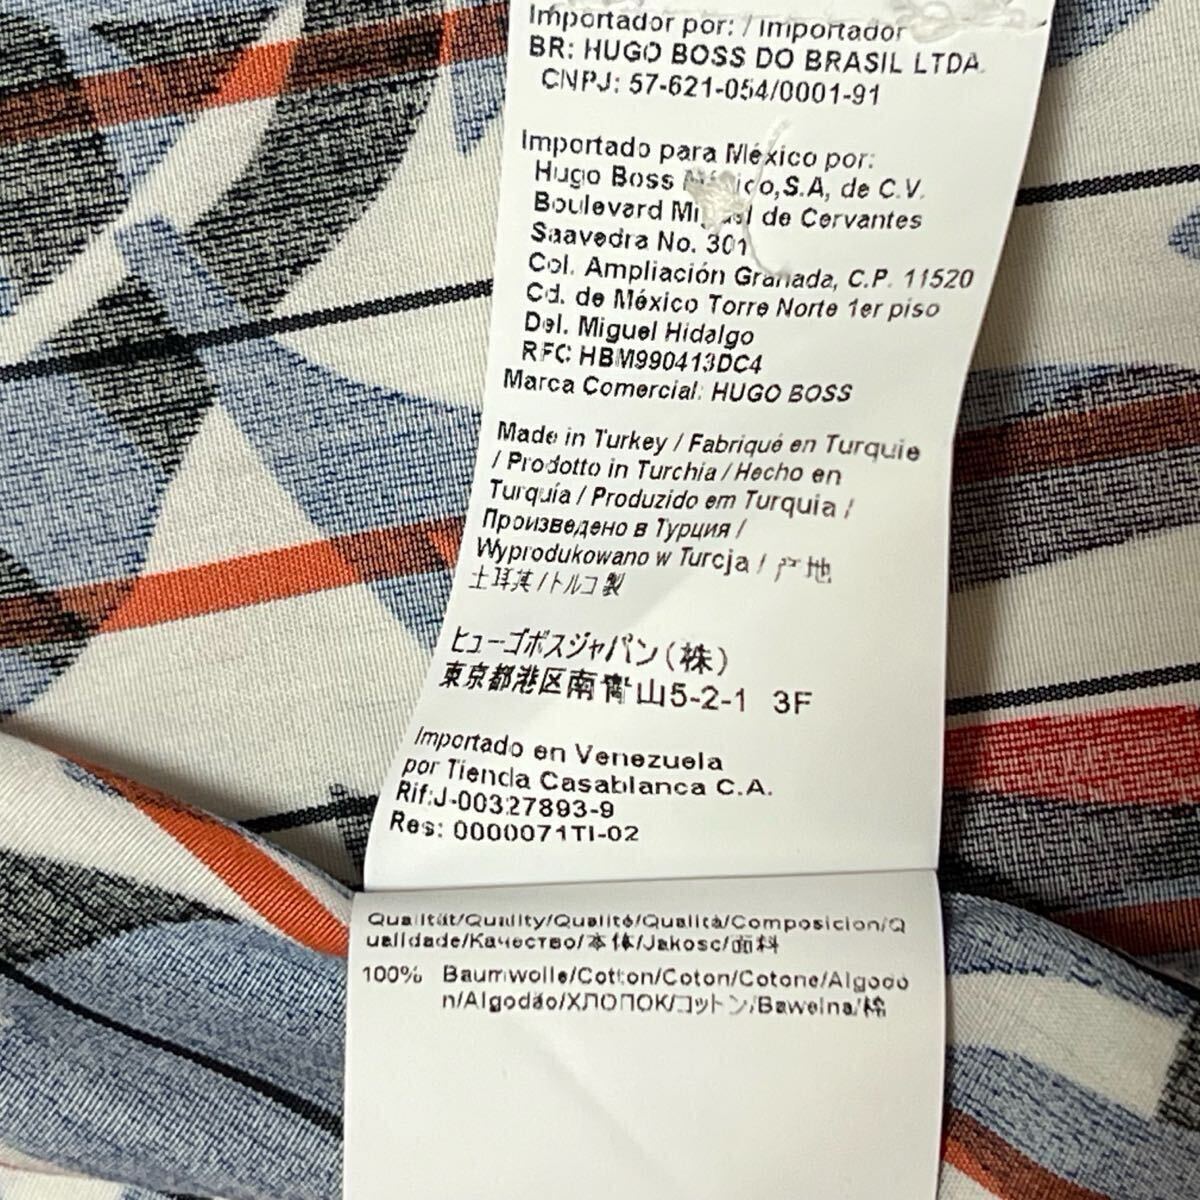 Importador por: / Importador
BR: HUGO BOSS DO BRASIL LTDA.
CNPJ: 57-621-054/0001-91
Importado para México por:
Hugo Boss México,S.A, de C.V.
Boulevard Miguel de Cervantes
Saavedra No. 301
Col. Ampliación Granada, C.P. 11520
Cd. de México Torre Norte 1er piso
Del. Miguel Hidalgo
RFC HBM990413DC4
Marca Comercial: HUGO BOSS
Made in Turkey / Fabriqué en Turquie
/ Prodotto in Turchia / Hecho en
Turquía / Produzido em Turquia /
Произведено в Турция /
Wyprodukowano w Turcja / 产地
土耳其/トルコ製
ヒューゴボスジャパン(株)
東京都港区南青山5-2-1 3F
Importado en Venezuela
por Tienda Casablanca C.A.
Rif:J-00327893-9
Res: 0000071TI-02
Qualität/Quality/Qualité/Qualità/Composicion/Q
ualidade/Качество/本体/Jakosc/面料
100% Baumwolle/Cotton/Coton/Cotone/Algodo
n/Algodão/ХЛОПОК/コットン/Bawelna/棉